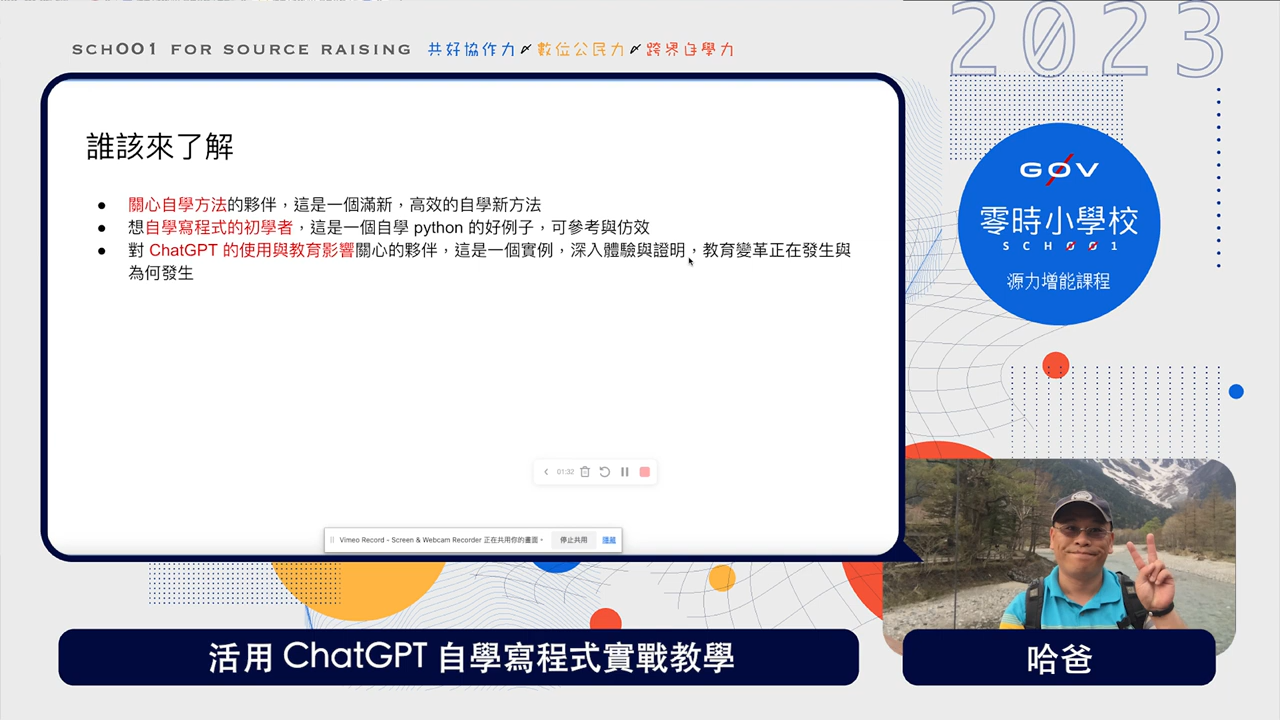 SCHOO1 FOR SOURCE RAISING 共好協作力 〆 數位公民力 〆 跨界自學力
2023
誰該來了解
● 關心自學方法的夥伴，這是一個滿新，高效的自學新方法
● 想自學寫程式的初學者，這是一個自學 python 的好例子，可參考與仿效
● 對 ChatGPT 的使用與教育影響關心的夥伴，這是一個實例，深入體驗與證明，教育變革正在發生與
為何發生
01:32
Vimeo Record - Screen & Webcam Recorder 正在共用你的畫面。 停止共用 隱藏
G0V
零時小學校
SCH001
源力增能課程
活用 ChatGPT 自學寫程式實戰教學
哈爸